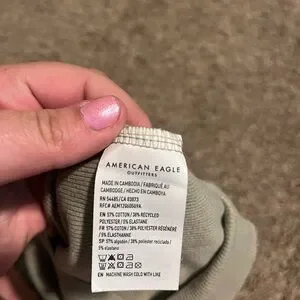 AMERICAN EAGLE
OUTFITTERS
MADE IN CAMBODIA / FABRIQUÉ AU
CAMBODGE / HECHO EN CAMBOYA
RN 54485/CA 03073
EN 57% COTTON / 38% RECYCLED
POLYESTER / 5% ELASTANE
FR 57% COTON / 38% POLYESTER RÉGÉNÉRÉ
/ 5% ÉLASTHANNE
SP 57% algodón / 38% poliéster reciclado
/ 5% elastano
EN MACHINE WASH COLD WITH LIKE